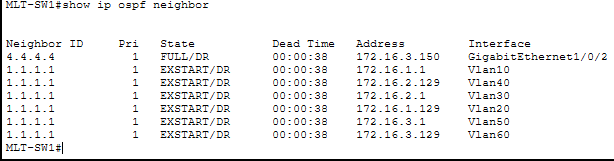 MLT-SW1#show ip ospf neighbor
Neighbor ID Pri State Dead Time Address Interface
4.4.4.4 1 FULL/DR 00:00:38 172.16.3.150 GigabitEthernet1/0/2
1.1.1.1 1 EXSTART/DR 00:00:38 172.16.1.1 Vlan10
1.1.1.1 1 EXSTART/DR 00:00:38 172.16.2.129 Vlan40
1.1.1.1 1 EXSTART/DR 00:00:38 172.16.2.1 Vlan30
1.1.1.1 1 EXSTART/DR 00:00:38 172.16.1.129 Vlan20
1.1.1.1 1 EXSTART/DR 00:00:38 172.16.3.1 Vlan50
1.1.1.1 1 EXSTART/DR 00:00:38 172.16.3.129 Vlan60
MLT-SW1#